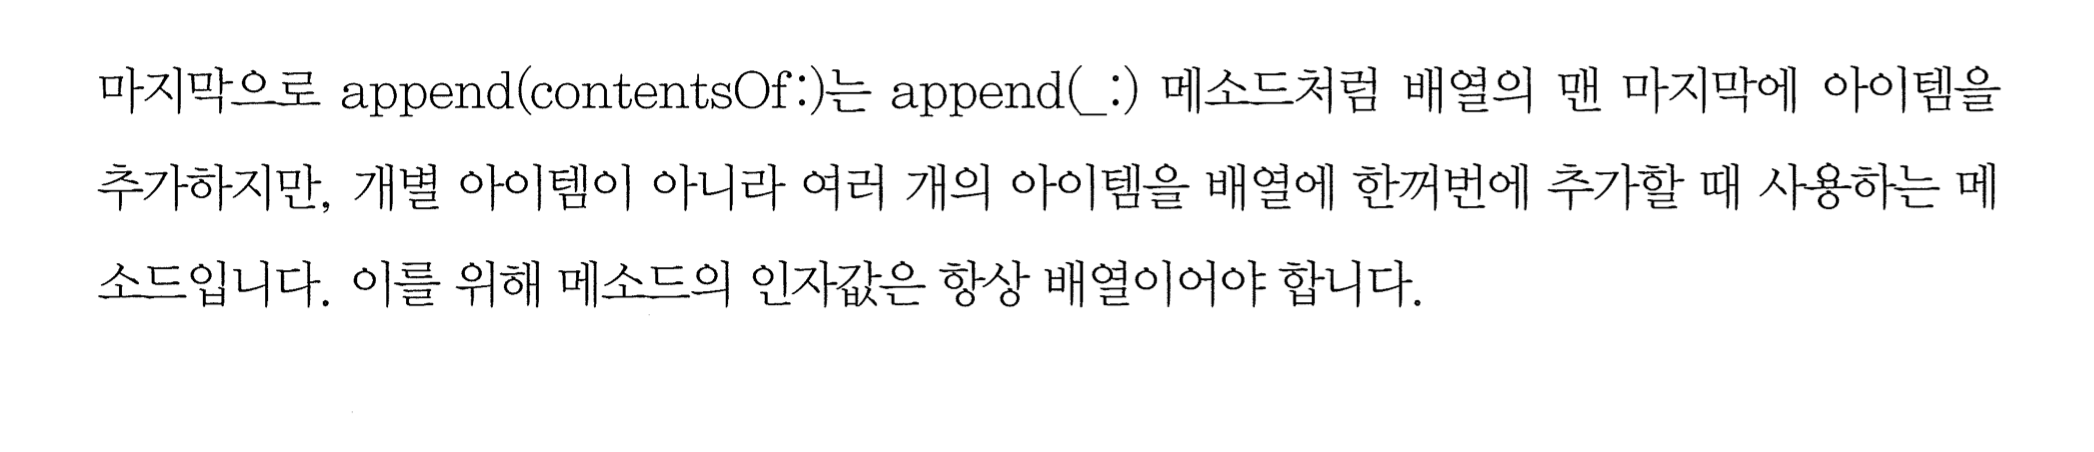 마지막으로 append(contentsOf:)는 append(_:) 메소드처럼 배열의 맨 마지막에 아이템을
추가하지만, 개별 아이템이 아니라 여러 개의 아이템을 배열에 한꺼번에 추가할 때 사용하는 메
소드입니다. 이를 위해 메소드의 인자값은 항상 배열이어야 합니다.